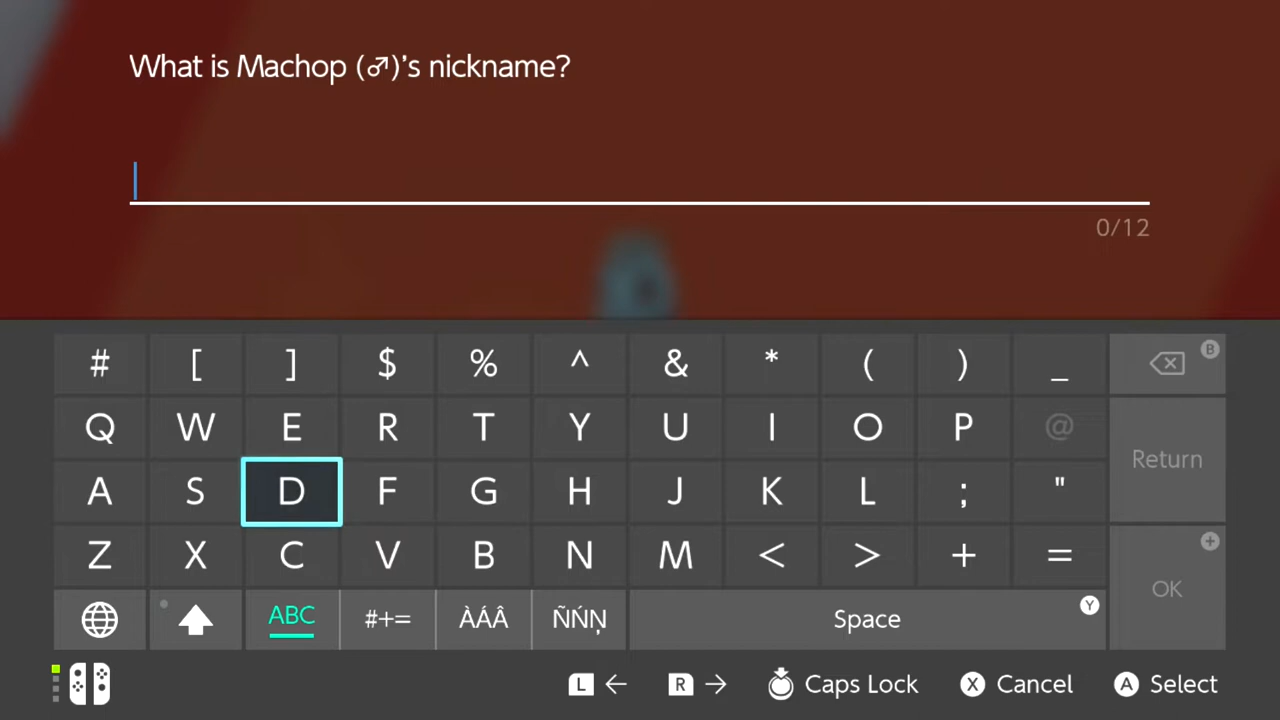 What is Machop (♂)'s nickname?
0/12
# [ ] $ % ^ & * ( ) _ B
Q W E R T Y U I O P @ Return
A S D F G H J K L ; "
Z X C V B N M < > + = + OK
ABC #+= ÀÁÂ ÑŃŅ Space Y
L ← R → Caps Lock X Cancel A Select